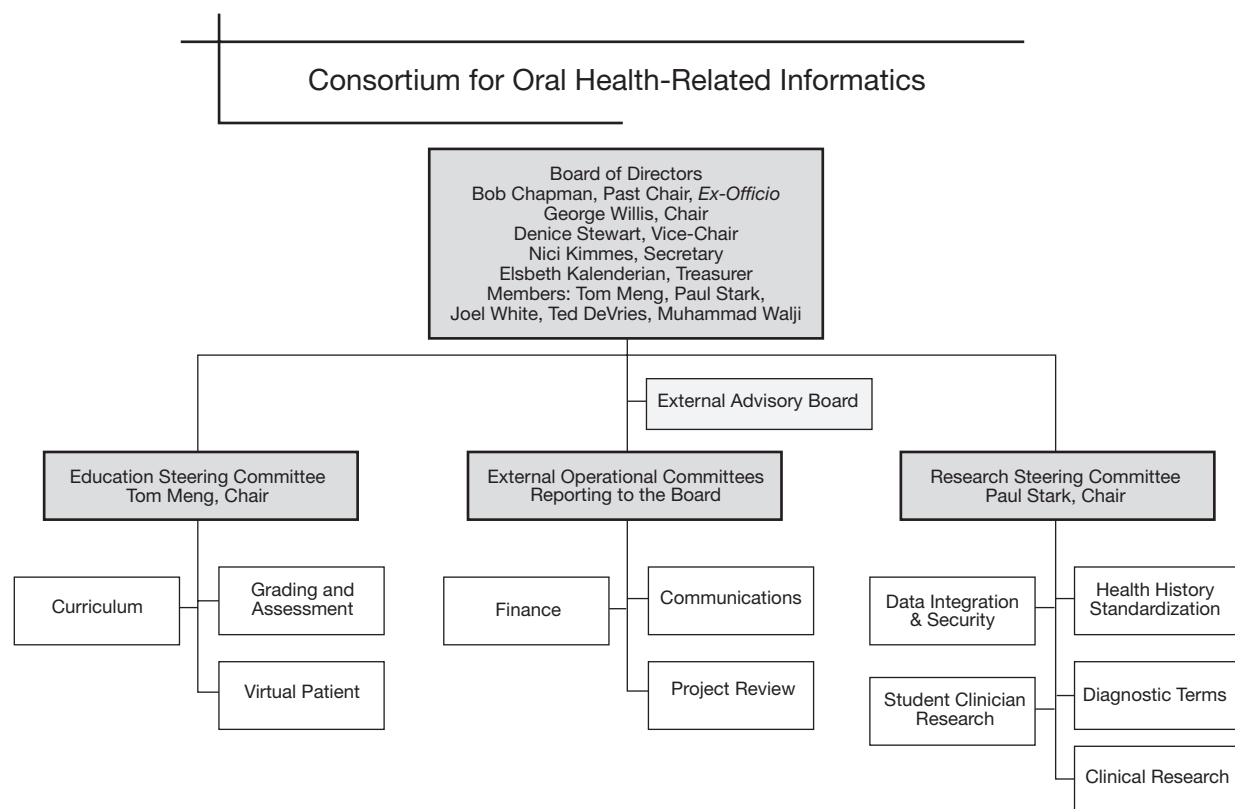 Consortium for Oral Health-Related Informatics
Board of Directors
Bob Chapman, Past Chair, Ex-Officio
George Willis, Chair
Denice Stewart, Vice-Chair
Nici Kimmes, Secretary
Elsbeth Kalenderian, Treasurer
Members: Tom Meng, Paul Stark,
Joel White, Ted DeVries, Muhammad Walji
External Advisory Board
Education Steering Committee
Tom Meng, Chair
External Operational Committees
Reporting to the Board
Research Steering Committee
Paul Stark, Chair
Curriculum
Grading and
Assessment
Virtual Patient
Finance
Communications
Project Review
Data Integration
& Security
Health History
Standardization
Student Clinician
Research
Diagnostic Terms
Clinical Research